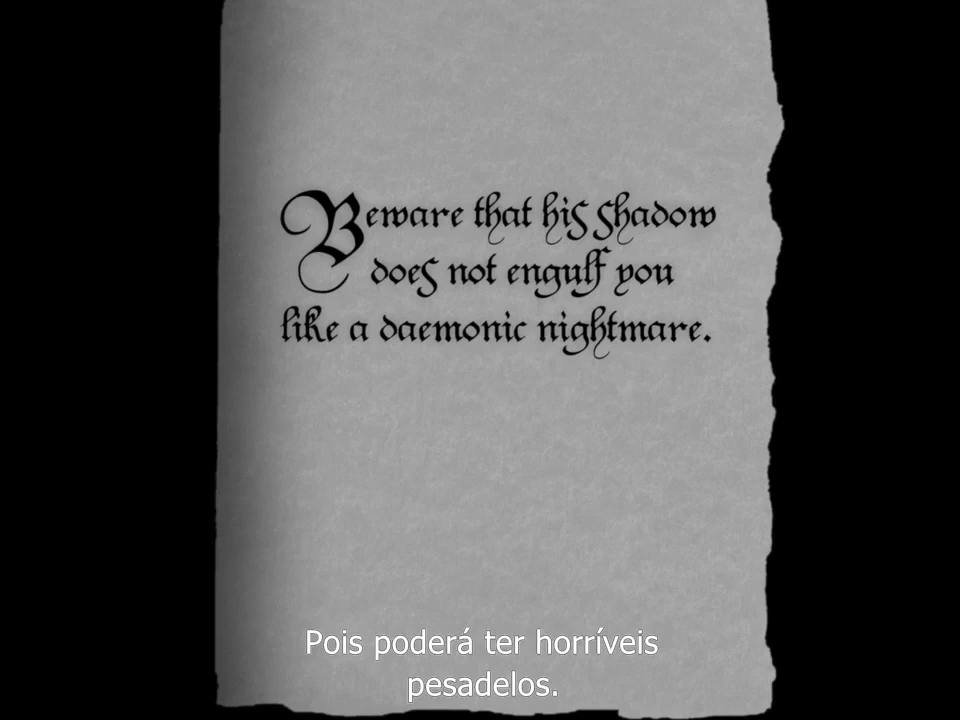 Beware that his shadow
does not engulf you
like a daemonic nightmare.
Pois poderá ter horríveis
pesadelos.